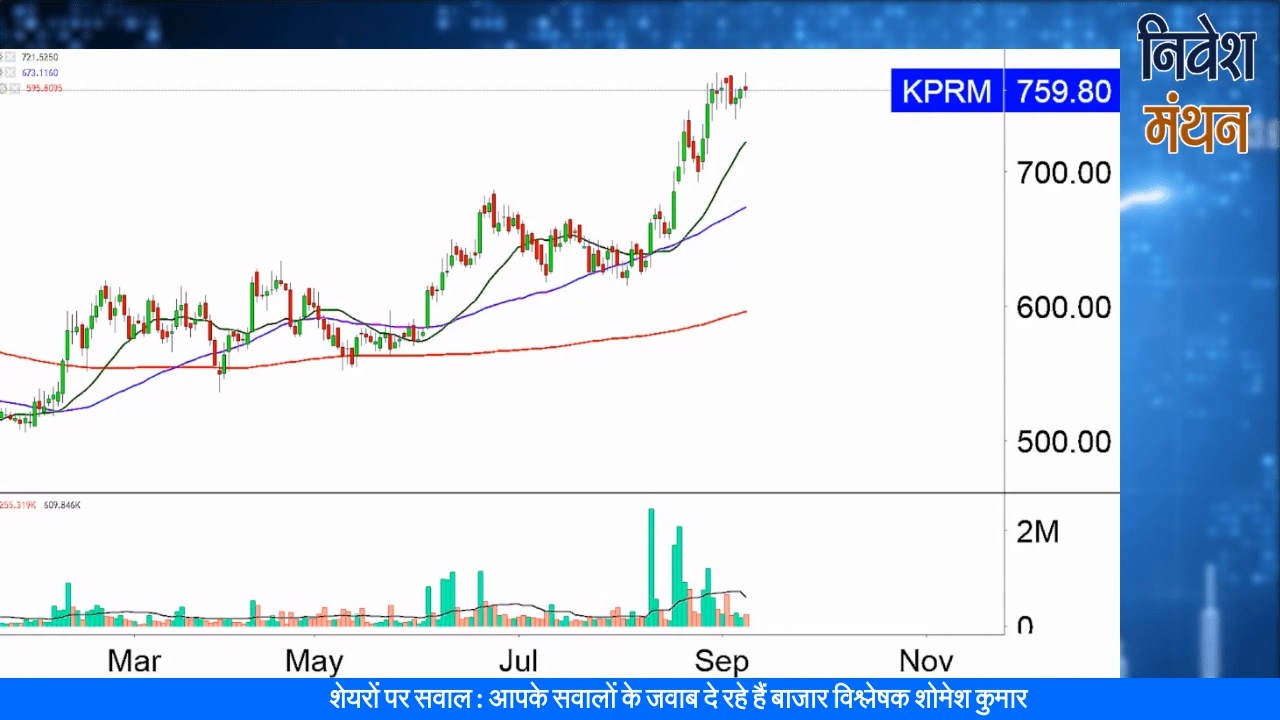 721.5250
673.1160
595.8095
निवेश
मंथन
KPRM 759.80
700.00
600.00
500.00
255.319K 609.846K
2M
0
Mar May Jul Sep Nov
शेयरों पर सवाल : आपके सवालों के जवाब दे रहे हैं बाजार विश्लेषक शोमेश कुमार